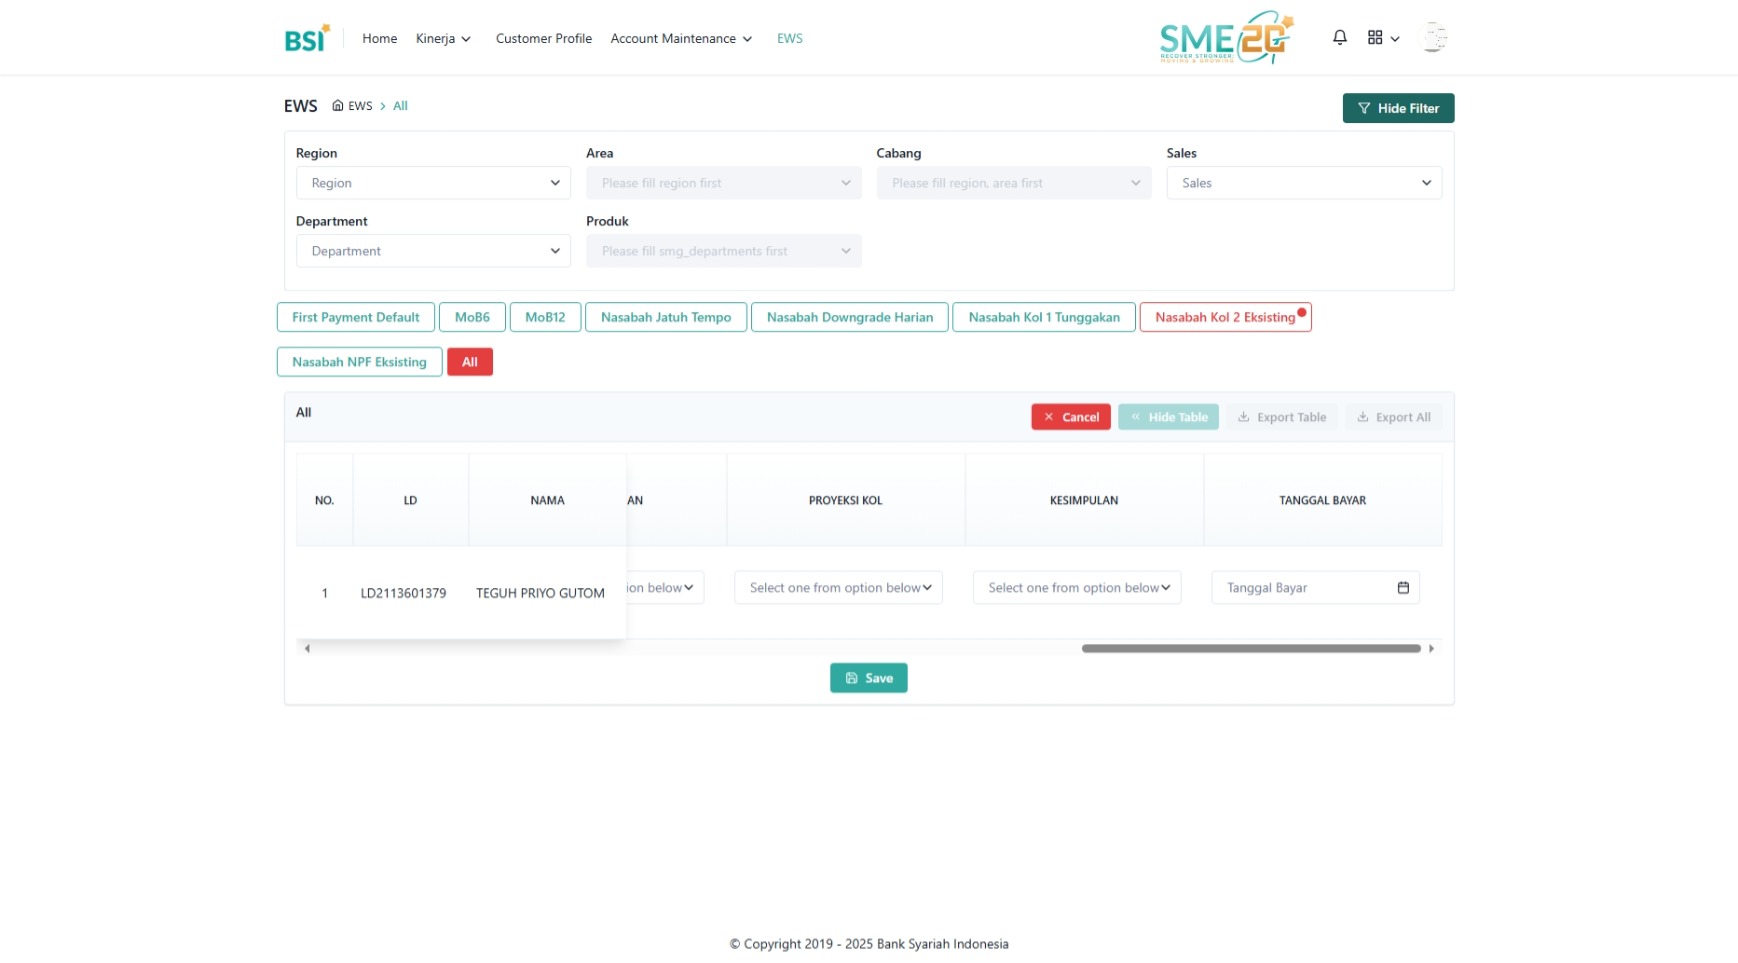 BSI Home Kinerja Customer Profile Account Maintenance EWS SME 2G
RECOVER STRONGER,
MOVING & GROWING
EWS EWS > All Hide Filter
Region Area Cabang Sales
Region Please fill region first Please fill region, area first Sales
Department Produk
Department Please fill smg_departments first
First Payment Default MoB6 MoB12 Nasabah Jatuh Tempo Nasabah Downgrade Harian Nasabah Kol 1 Tunggakan Nasabah Kol 2 Eksisting
Nasabah NPF Eksisting All
All Cancel Hide Table Export Table Export All
NO. LD NAMA AN PROYEKSI KOL KESIMPULAN TANGGAL BAYAR
1 LD2113601379 TEGUH PRIYO GUTOM ion below Select one from option below Select one from option below Tanggal Bayar
Save
© Copyright 2019 - 2025 Bank Syariah Indonesia